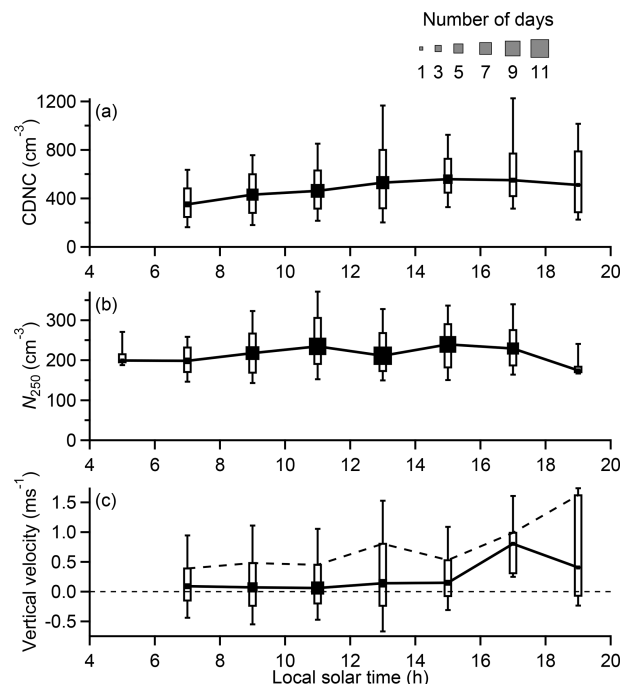 Number of days
1 3 5 7 9 11
(a)
CDNC (cm⁻³)
1200
800
400
0
4 6 8 10 12 14 16 18 20
(b)
N₂₅₀ (cm⁻³)
300
200
100
0
4 6 8 10 12 14 16 18 20
(c)
Vertical velocity (ms⁻¹)
1.5
1.0
0.5
0.0
-0.5
4 6 8 10 12 14 16 18 20
Local solar time (h)